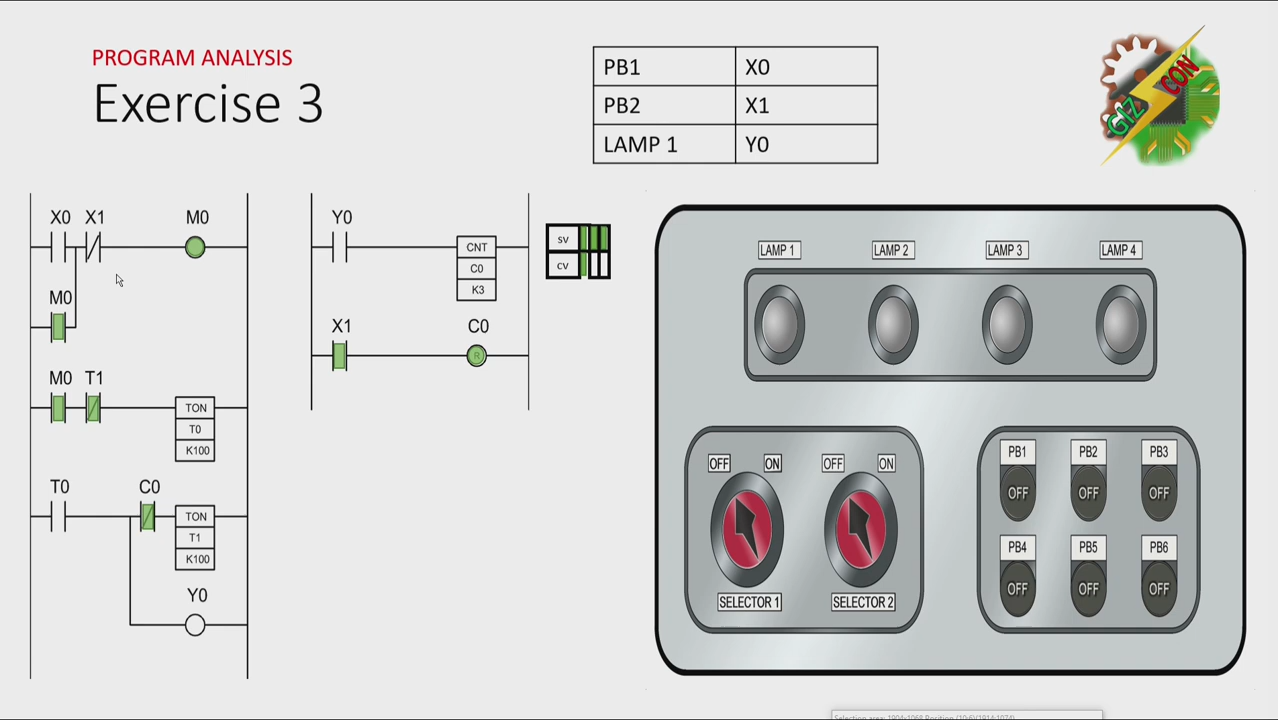 PROGRAM ANALYSIS
Exercise 3
PB1 X0
PB2 X1
LAMP 1 Y0
GIZ CON
X0 X1 M0
M0
M0 T1
TON
T0
K100
T0 C0
TON
T1
K100
Y0
Y0
CNT
C0
K3
X1 C0
R
sv
cv
LAMP 1 LAMP 2 LAMP 3 LAMP 4
OFF ON OFF ON
SELECTOR 1 SELECTOR 2
PB1 PB2 PB3
OFF OFF OFF
PB4 PB5 PB6
OFF OFF OFF